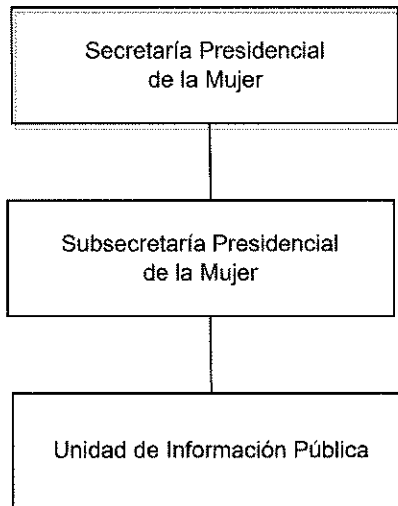 Secretaría Presidencial
de la Mujer
Subsecretaría Presidencial
de la Mujer
Unidad de Información Pública